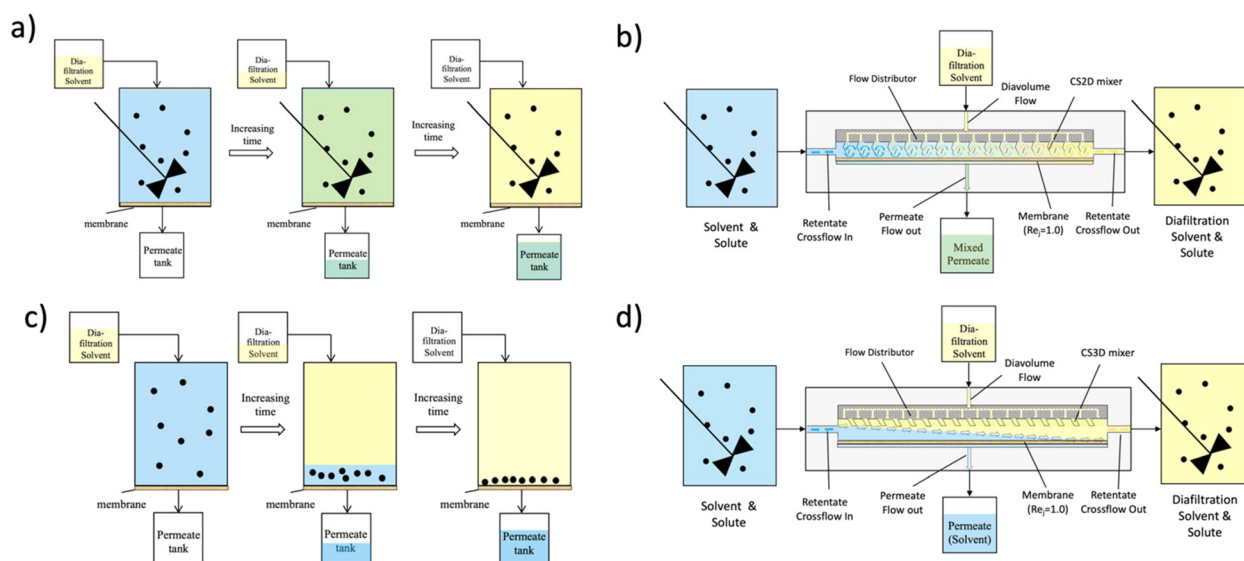 a)
Dia-
filtration
Solvent
Dia-
filtration
Solvent
Dia-
filtration
Solvent
Increasing
time
Increasing
time
membrane
membrane
membrane
Permeate
tank
Permeate
tank
Permeate
tank
b)
Dia-
filtration
Solvent
Flow Distributor
Diavolume
Flow
CS2D mixer
Solvent &
Solute
Retentate
Crossflow In
Permeate
Flow out
Membrane
(Rej=1.0)
Retentate
Crossflow Out
Diafiltration
Solvent &
Solute
Mixed
Permeate
c)
Dia-
filtration
Solvent
Dia-
filtration
Solvent
Dia-
filtration
Solvent
Increasing
time
Increasing
time
membrane
membrane
membrane
Permeate
tank
Permeate
tank
Permeate
tank
d)
Dia-
filtration
Solvent
Flow Distributor
Diavolume
Flow
CS3D mixer
Solvent &
Solute
Retentate
Crossflow In
Permeate
Flow out
Membrane
(Rej=1.0)
Retentate
Crossflow Out
Diafiltration
Solvent &
Solute
Permeate
(Solvent)